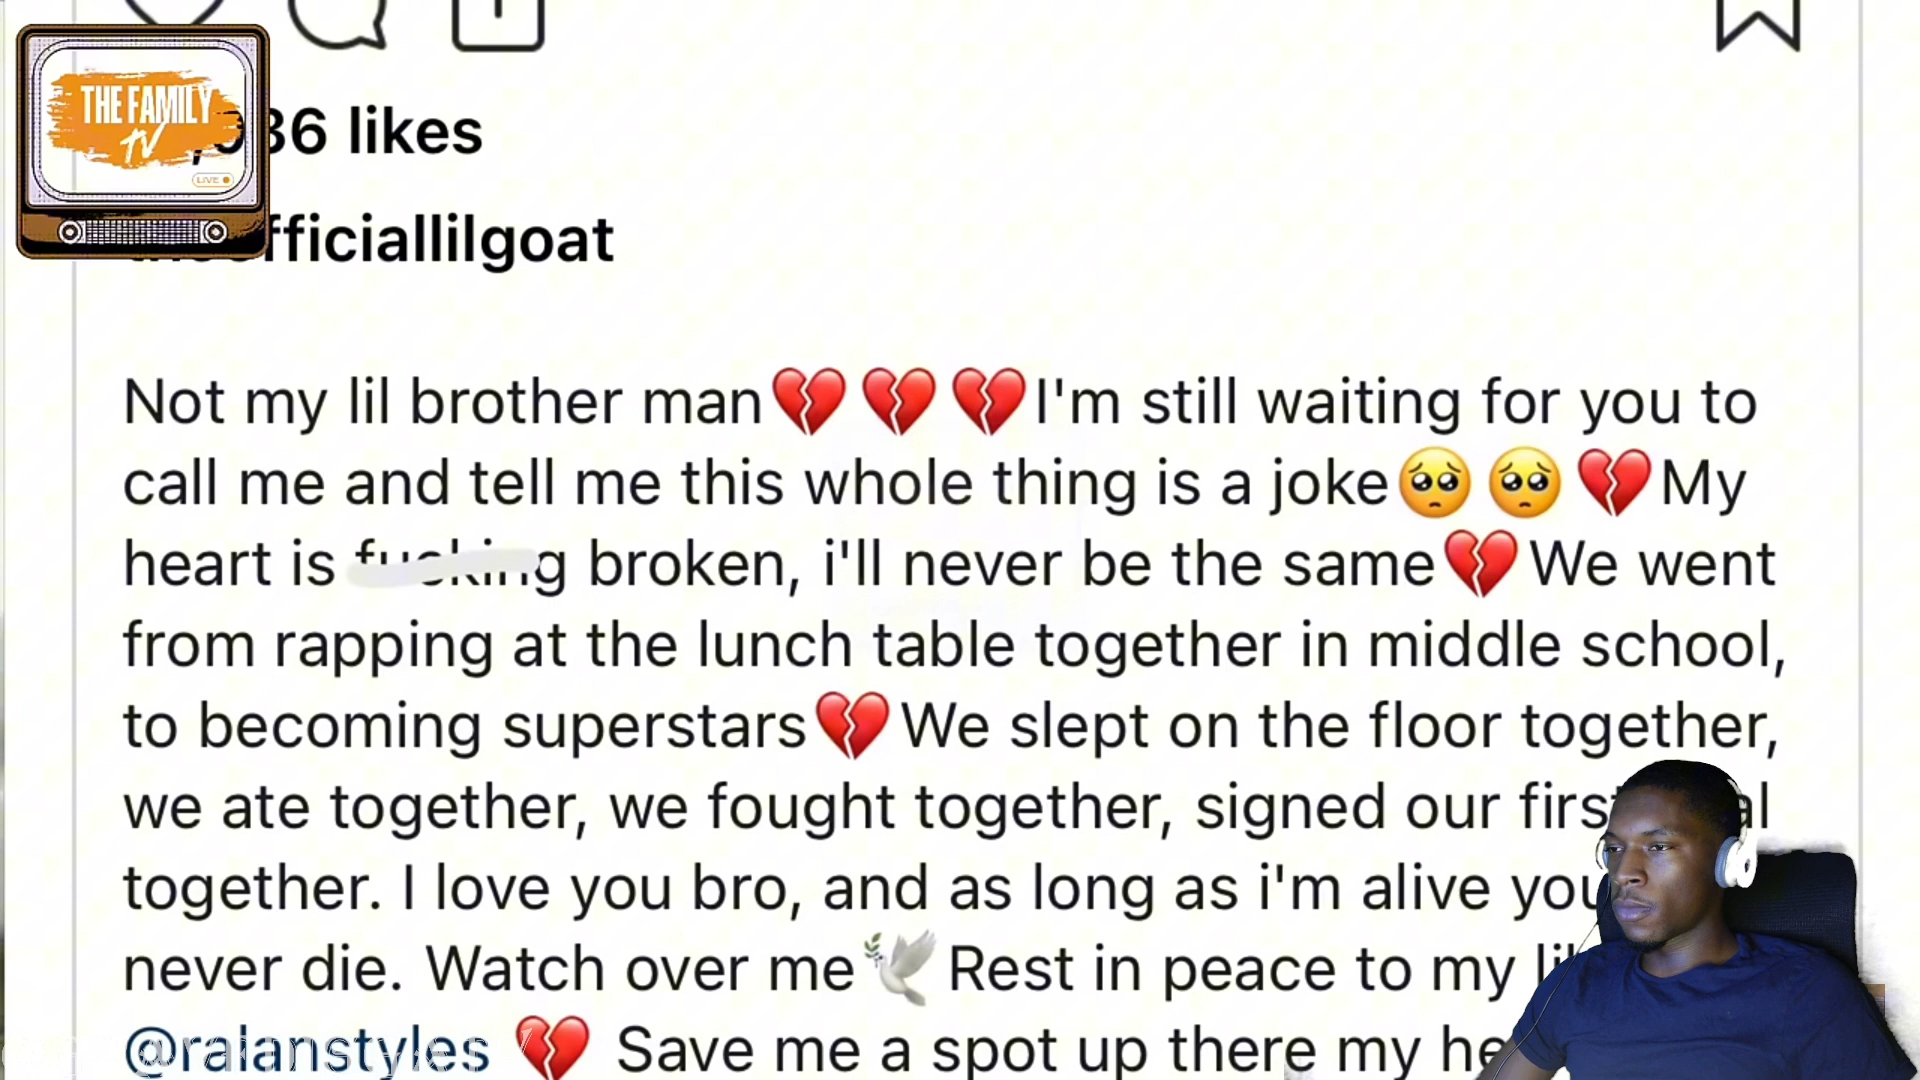 THE FAMILY
TV
LIVE
36 likes
fficiallilgoat
Not my lil brother man💔💔💔I'm still waiting for you to
call me and tell me this whole thing is a joke🥺🥺💔My
heart is fucking broken, i'll never be the same💔We went
from rapping at the lunch table together in middle school,
to becoming superstars💔We slept on the floor together,
we ate together, we fought together, signed our
together. I love you bro, and as long as i'm alive
never die. Watch over me🕊Rest in peace to my
@ralanstyles 💔 Save me a spot up there my